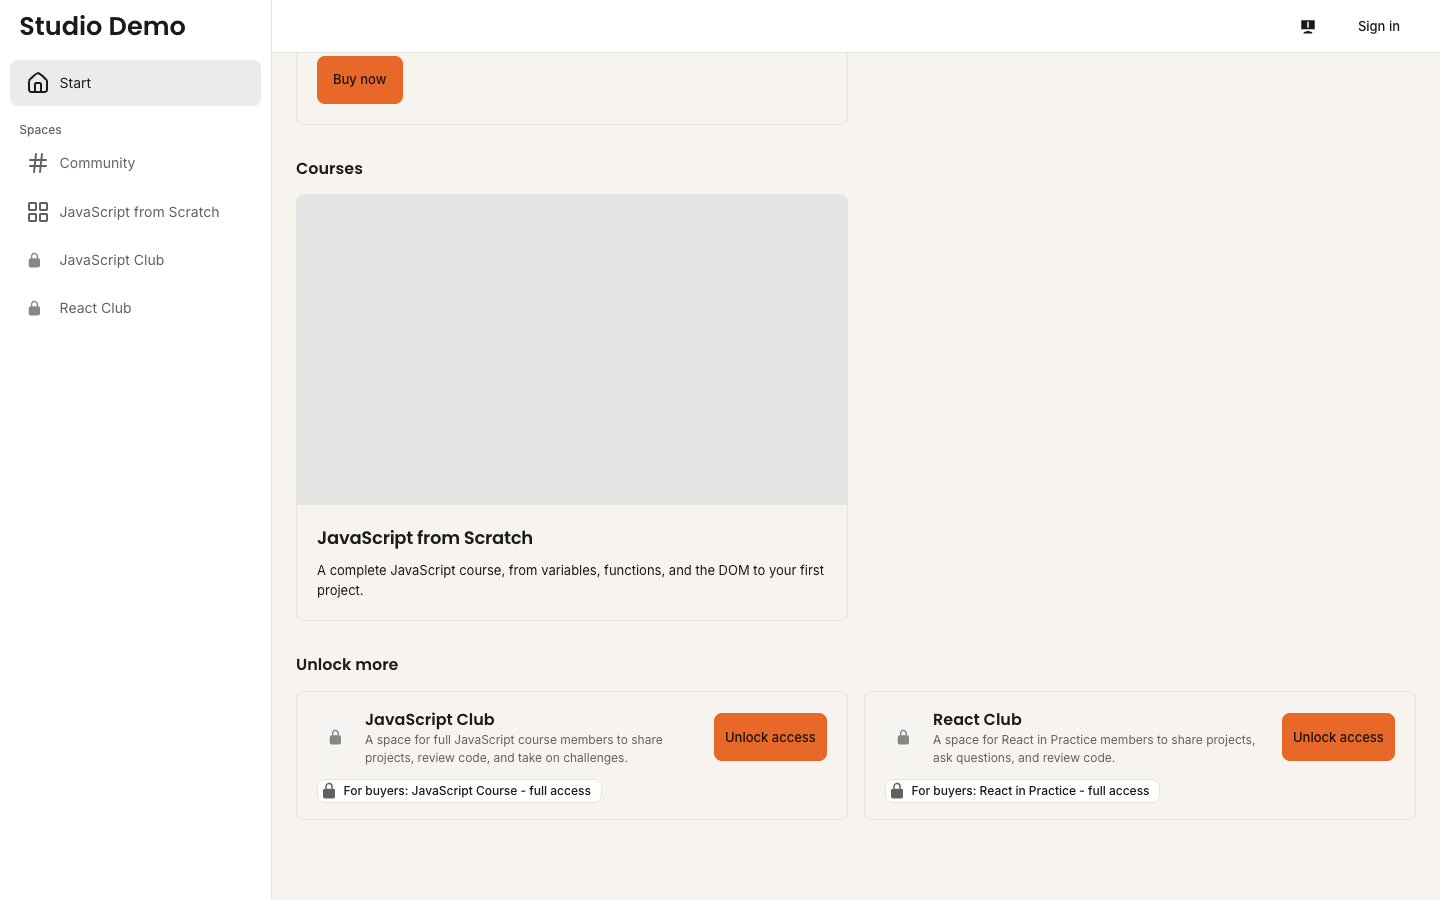 Studio Demo
Sign in
Start
Spaces
Community
JavaScript from Scratch
JavaScript Club
React Club
Buy now
Courses
JavaScript from Scratch
A complete JavaScript course, from variables, functions, and the DOM to your first
project.
Unlock more
JavaScript Club
A space for full JavaScript course members to share
projects, review code, and take on challenges.
Unlock access
For buyers: JavaScript Course - full access
React Club
A space for React in Practice members to share projects,
ask questions, and review code.
Unlock access
For buyers: React in Practice - full access